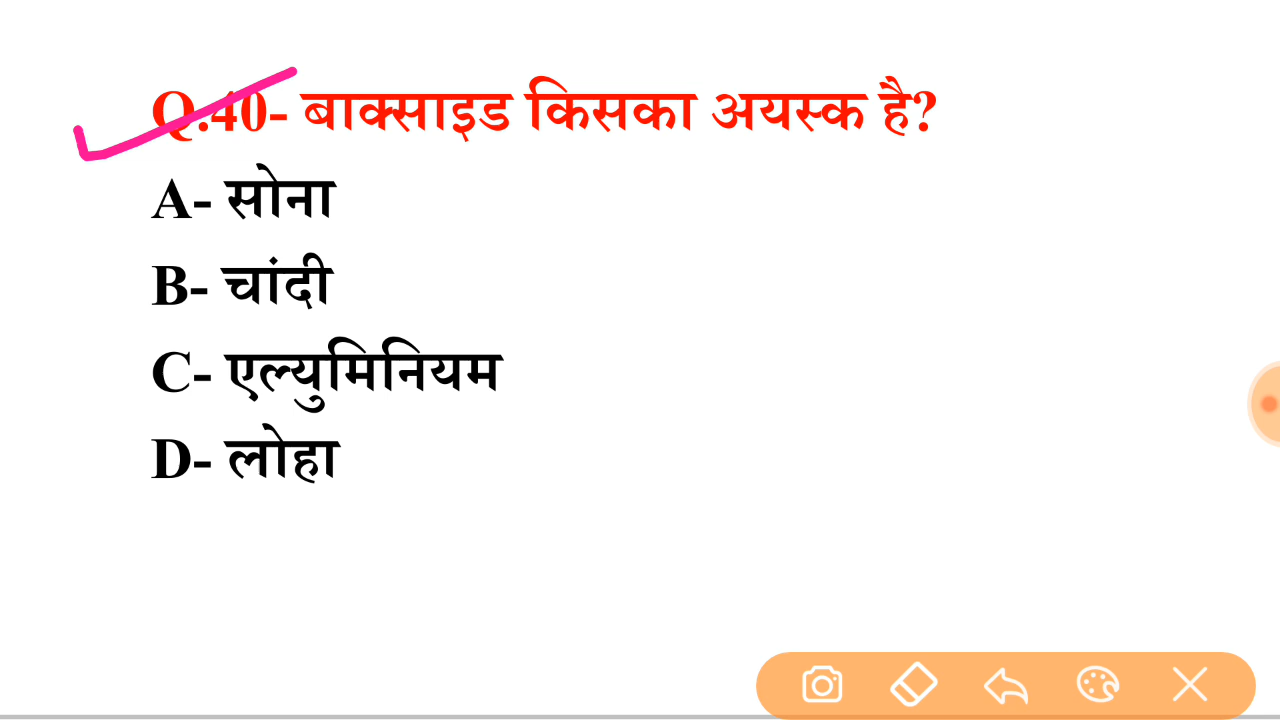 Q.40- बाक्साइड किसका अयस्क है?
A- सोना
B- चांदी
C- एल्युमिनियम
D- लोहा